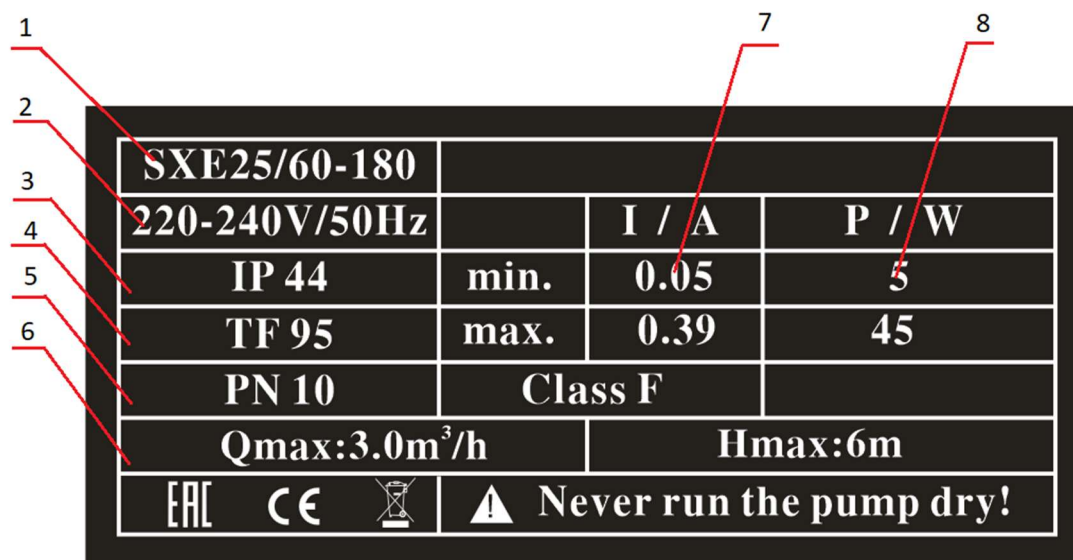 1
7
8
2
SXE25/60-180
3
220-240V/50Hz I / A P / W
4
IP 44 min. 0.05 5
5
TF 95 max. 0.39 45
6
PN 10 Class F
Qmax:3.0m³/h Hmax:6m
EAC CE Never run the pump dry!